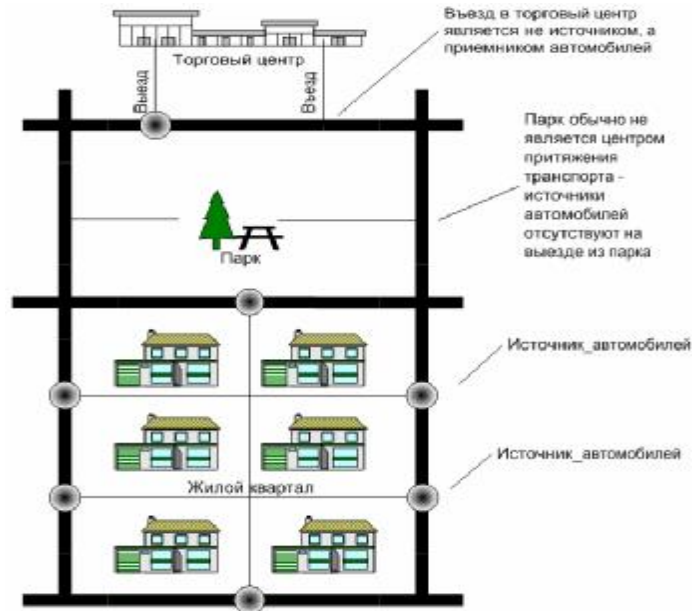 Въезд в торговый центр
является не источником, а
приемником автомобилей
Торговый центр
Выезд
Въезд
Парк обычно не
является центром
притяжения
транспорта -
источники
автомобилей
отсутствуют на
выезде из парка
Парк
Источник_автомобилей
Источник_автомобилей
Жилой квартал